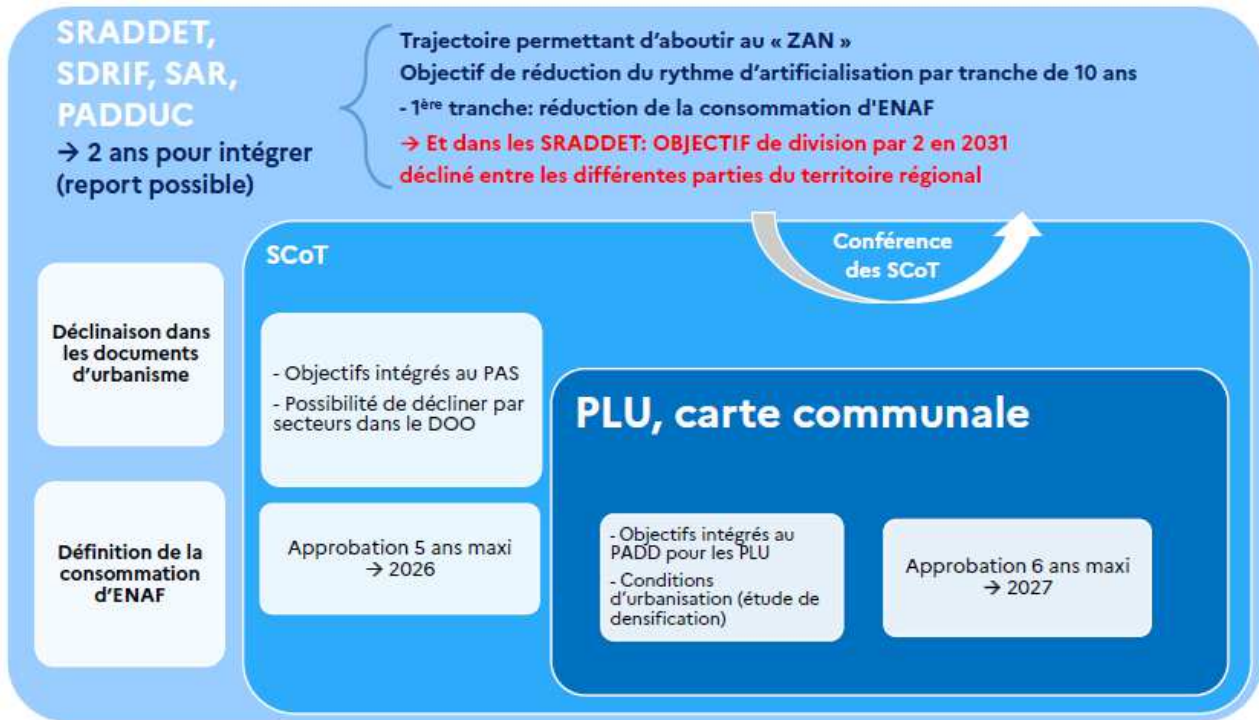 SRADDET,
SDRIF, SAR,
PADDUC
→ 2 ans pour intégrer
(report possible)
Trajectoire permettant d'aboutir au « ZAN »
Objectif de réduction du rythme d'artificialisation par tranche de 10 ans
- 1ère tranche: réduction de la consommation d'ENAF
→ Et dans les SRADDET: OBJECTIF de division par 2 en 2031
décliné entre les différentes parties du territoire régional
Conférence
des SCoT
SCoT
Déclinaison dans
les documents
d'urbanisme
- Objectifs intégrés au PAS
- Possibilité de décliner par
secteurs dans le DOO
PLU, carte communale
Définition de la
consommation
d'ENAF
Approbation 5 ans maxi
→ 2026
- Objectifs intégrés au
PADD pour les PLU
- Conditions
d'urbanisation (étude de
densification)
Approbation 6 ans maxi
→ 2027